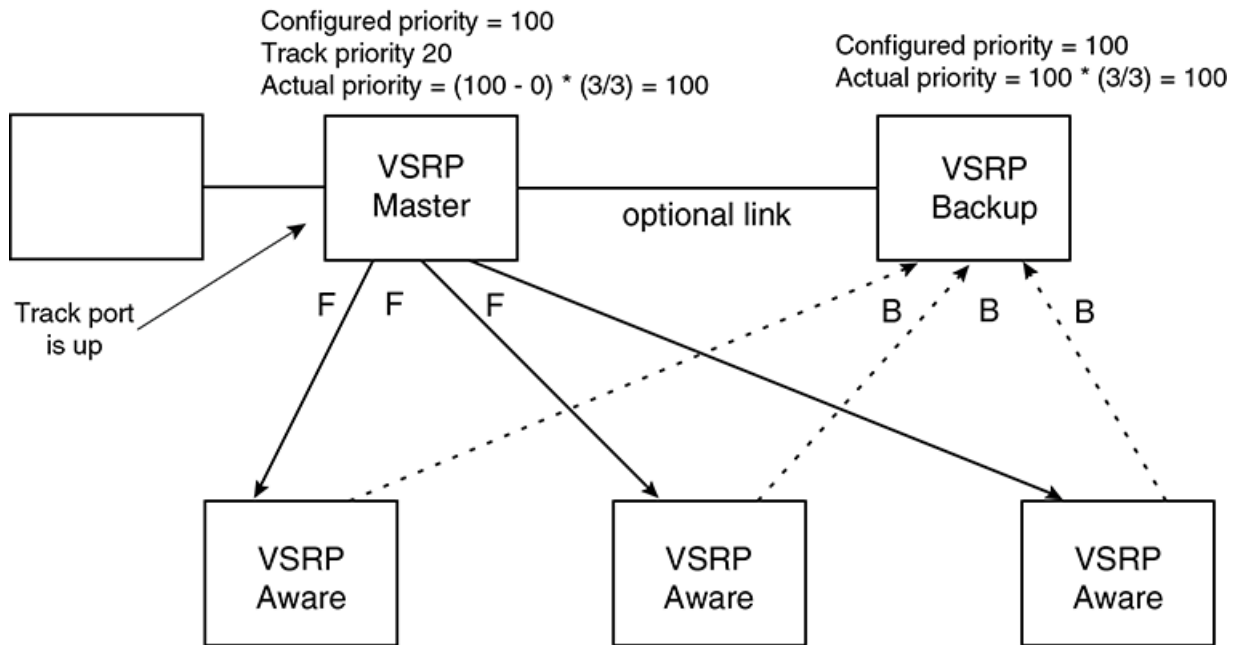 Configured priority = 100
Track priority 20
Actual priority = (100 - 0) * (3/3) = 100
Configured priority = 100
Actual priority = 100 * (3/3) = 100
VSRP
Master
optional link
VSRP
Backup
Track port
is up
F
F
F
B
B
B
VSRP
Aware
VSRP
Aware
VSRP
Aware